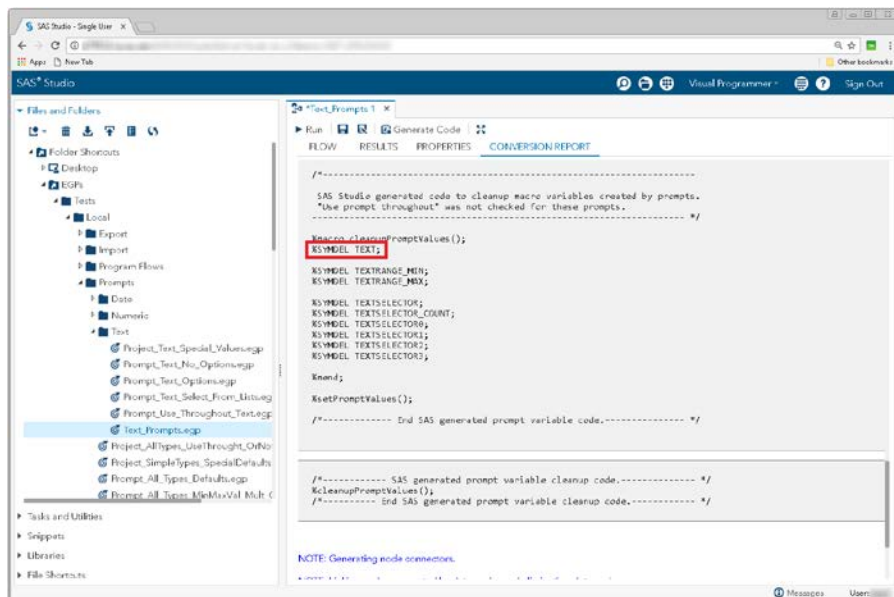 SAS Studio - Single User
Apps New Tab Other bookmarks
SAS® Studio Visual Programmer Sign Out
Files and Folders
Folder Shortcuts
Desktop
EGPs
Tests
Local
Export
Import
Program Flows
Prompts
Date
Numeric
Text
Project_Text_Special_Values.egp
Prompt_Text_No_Options.egp
Prompt_Text_Options.egp
Prompt_Text_Select_From_Lists.eg
Prompt_Use_Throughout_Text.egp
Text_Prompts.egp
Project_AllTypes_UseThrought_OrNo
Project_SimpleTypes_SpecialDefaults
Prompt_All_Types_Defaults.egp
Prompt_All_Types_MinMaxVal_Mult_
Tasks and Utilities
Snippets
Libraries
File Shortcuts
*Text_Prompts 1
Run Generate Code
FLOW RESULTS PROPERTIES CONVERSION REPORT
/*----------------------------------------------------------------------
SAS Studio generated code to cleanup macro variables created by prompts.
"Use prompt throughout" was not checked for these prompts.
---------------------------------------------------------------------- */
%macro cleanupPromptValues();
%SYMDEL TEXT;
%SYMDEL TEXTRANGE_MIN;
%SYMDEL TEXTRANGE_MAX;
%SYMDEL TEXTSELECTOR;
%SYMDEL TEXTSELECTOR_COUNT;
%SYMDEL TEXTSELECTOR0;
%SYMDEL TEXTSELECTOR1;
%SYMDEL TEXTSELECTOR2;
%SYMDEL TEXTSELECTOR3;
%mend;
%setPromptValues();
/*-------------- End SAS generated prompt variable code.--------------- */
/*------------- SAS generated prompt variable cleanup code.--------------- */
%cleanupPromptValues();
/*----------- End SAS generated prompt variable cleanup code.------------ */
NOTE: Generating node connectors.
Messages User: